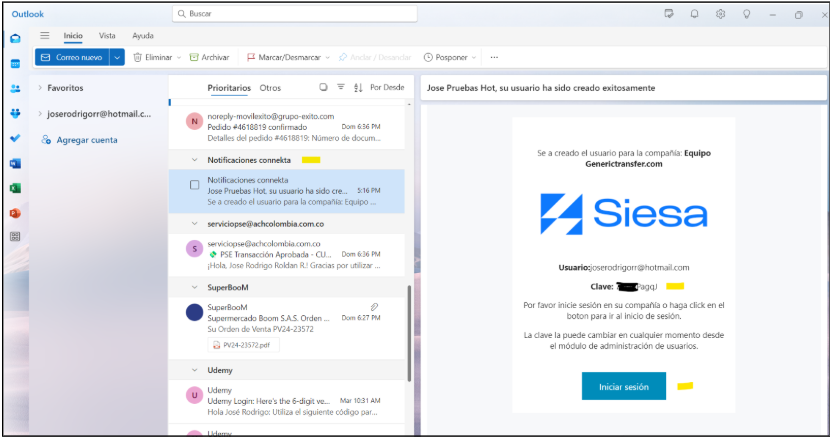 Outlook
Buscar
Inicio Vista Ayuda
Correo nuevo Eliminar Archivar Marcar/Desmarcar Anclar / Desanclar Posponer ...
Favoritos
joserodrigorr@hotmail.c...
Agregar cuenta
Prioritarios Otros Por Desde
N
noreply-movilexito@grupo-exito.com
Pedido #4618819 confirmado Dom 6:36 PM
Detalles del pedido #4618819: Número de docum...
Notificaciones connekta
Notificaciones connekta
Jose Pruebas Hot, su usuario ha sido cre... 5:16 PM
Se a creado el usuario para la compañía: Equipo ...
serviciopse@achcolombia.com.co
S
serviciopse@achcolombia.com.co
PSE Transacción Aprobada - CU... Dom 6:36 PM
¡Hola, Jose Rodrigo Roldan R.! Gracias por utilizar ...
SuperBooM
SuperBooM
Supermercado Boom S.A.S. Orden ... Dom 6:27 PM
Su Orden de Venta PV24-23572
PV24-23572.pdf
Udemy
U
Udemy
Udemy Login: Here's the 6-digit ve... Mar 10:31 AM
Hola José Rodrigo: Utiliza el siguiente código par...
Udemy
Jose Pruebas Hot, su usuario ha sido creado exitosamente
Se a creado el usuario para la compañía: Equipo
Generictransfer.com
Siesa
Usuario:joserodrigorr@hotmail.com
Clave: PagqJ
Por favor inicie sesión en su compañía o haga click en el
boton para ir al inicio de sesión.
La clave la puede cambiar en cualquier momento desde
el módulo de administración de usuarios.
Iniciar sesión